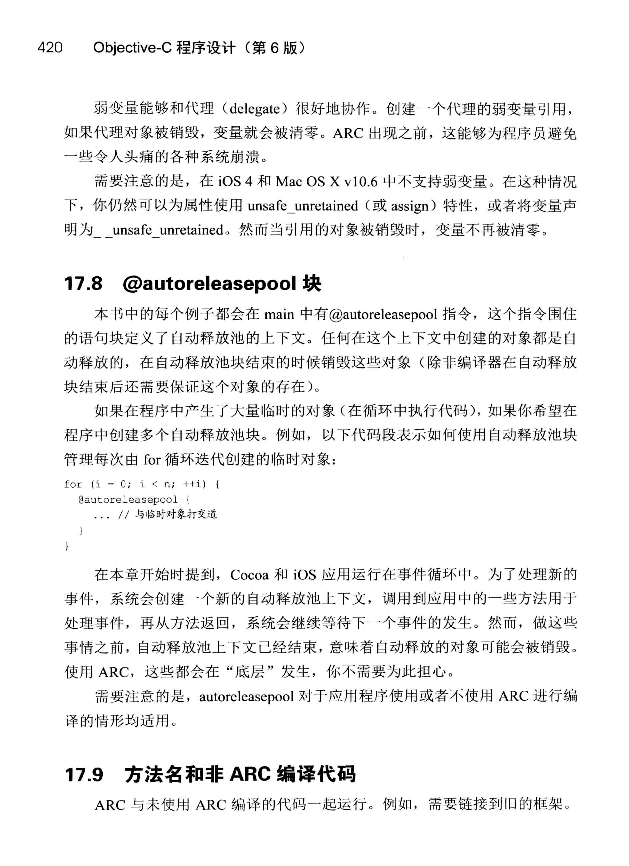 420 Objective-C 程序设计（第 6 版）
弱变量能够和代理（delegate）很好地协作。创建一个代理的弱变量引用，
如果代理对象被销毁，变量就会被清零。ARC 出现之前，这能够为程序员避免
一些令人头痛的各种系统崩溃。
需要注意的是，在 iOS 4 和 Mac OS X v10.6 中不支持弱变量。在这种情况
下，你仍然可以为属性使用 unsafe_unretained（或 assign）特性，或者将变量声
明为_ _unsafe_unretained。然而当引用的对象被销毁时，变量不再被清零。
17.8 @autoreleasepool 块
本书中的每个例子都会在 main 中有@autoreleasepool 指令，这个指令围住
的语句块定义了自动释放池的上下文。任何在这个上下文中创建的对象都是自
动释放的，在自动释放池块结束的时候销毁这些对象（除非编译器在自动释放
块结束后还需要保证这个对象的存在）。
如果在程序中产生了大量临时的对象（在循环中执行代码），如果你希望在
程序中创建多个自动释放池块。例如，以下代码段表示如何使用自动释放池块
管理每次由 for 循环迭代创建的临时对象：
for (i = 0; i < n; ++i) {
@autoreleasepool {
... // 与临时对象打交道
}
}
在本章开始时提到，Cocoa 和 iOS 应用运行在事件循环中。为了处理新的
事件，系统会创建一个新的自动释放池上下文，调用到应用中的一些方法用于
处理事件，再从方法返回，系统会继续等待下一个事件的发生。然而，做这些
事情之前，自动释放池上下文已经结束，意味着自动释放的对象可能会被销毁。
使用 ARC，这些都会在“底层”发生，你不需要为此担心。
需要注意的是，autoreleasepool 对于应用程序使用或者不使用 ARC 进行编
译的情形均适用。
17.9 方法名和非 ARC 编译代码
ARC 与未使用 ARC 编译的代码一起运行。例如，需要链接到旧的框架。